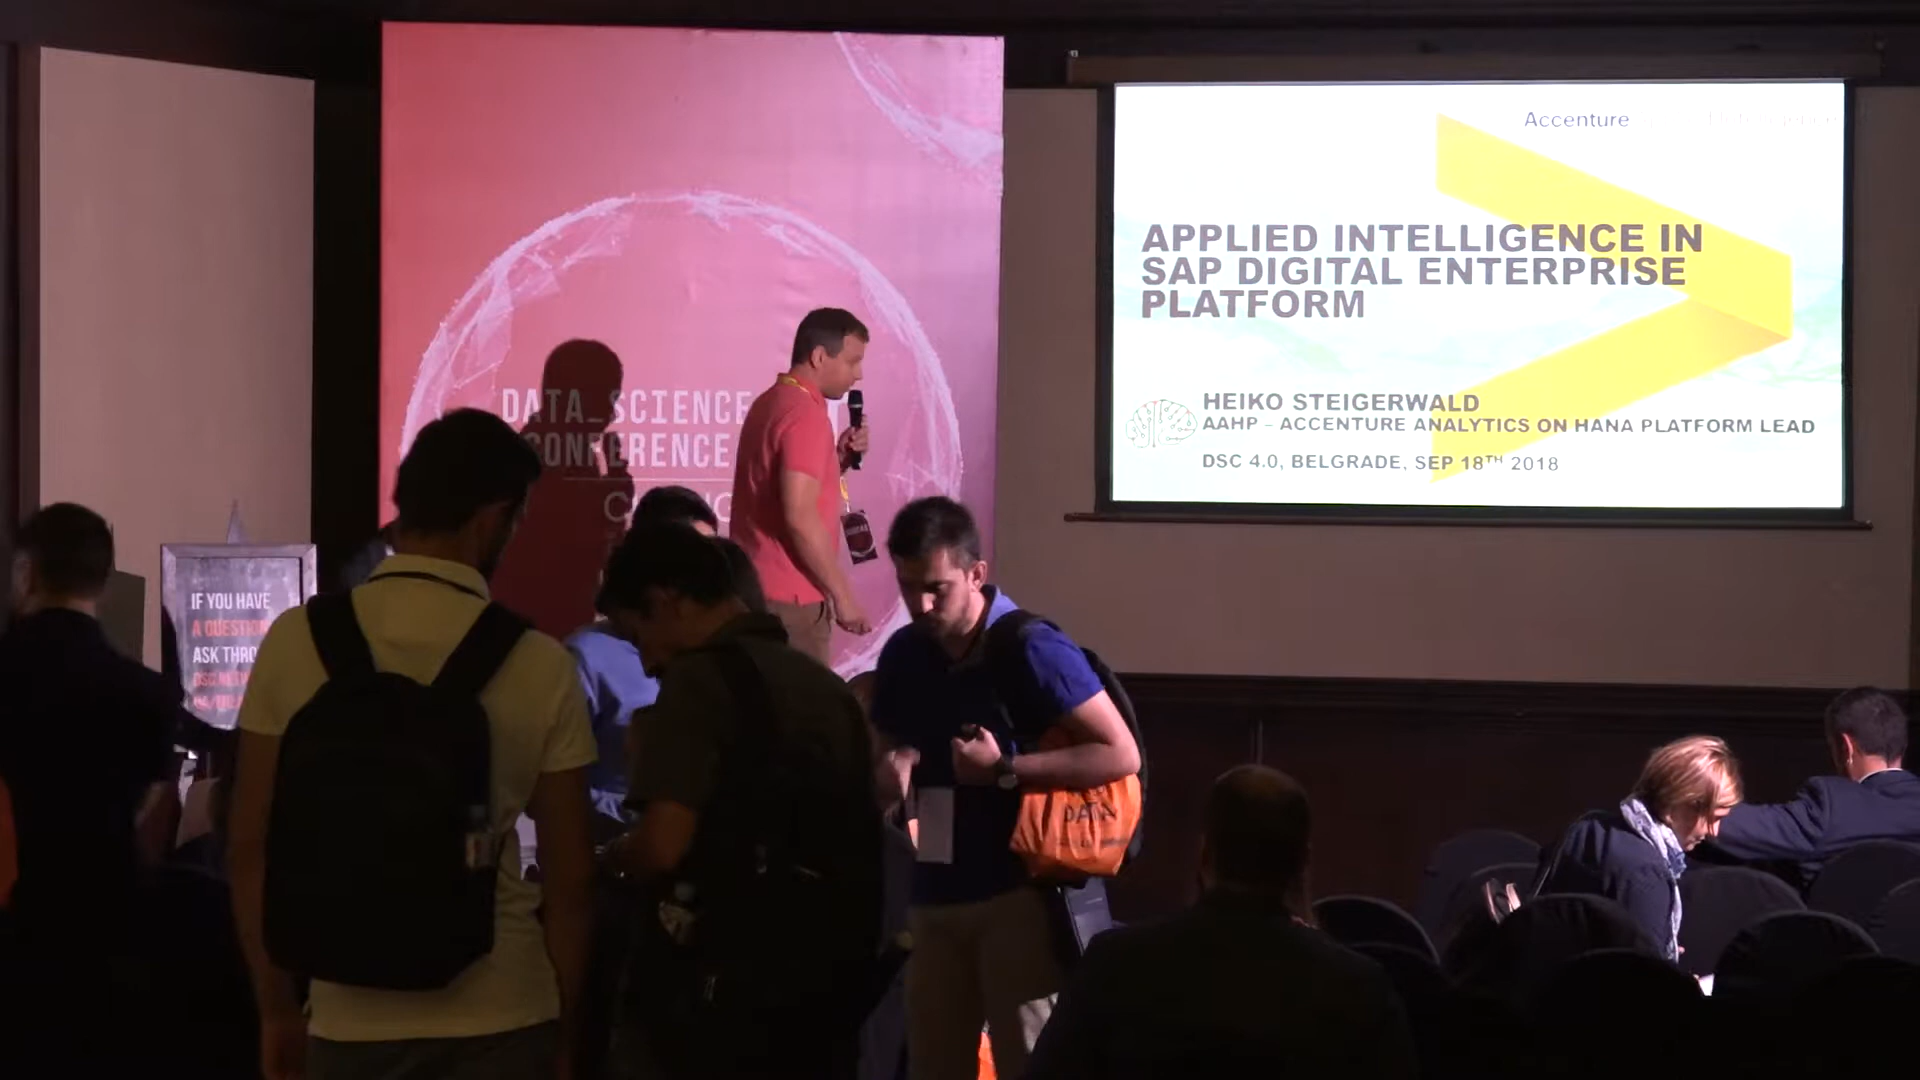 DATA_SCIENCE
CONFERENCE
IF YOU HAVE
A QUESTION
ASK
DATA
Accenture
APPLIED INTELLIGENCE IN
SAP DIGITAL ENTERPRISE
PLATFORM
HEIKO STEIGERWALD
AAHP - ACCENTURE ANALYTICS ON HANA PLATFORM LEAD
DSC 4.0, BELGRADE, SEP 18TH 2018